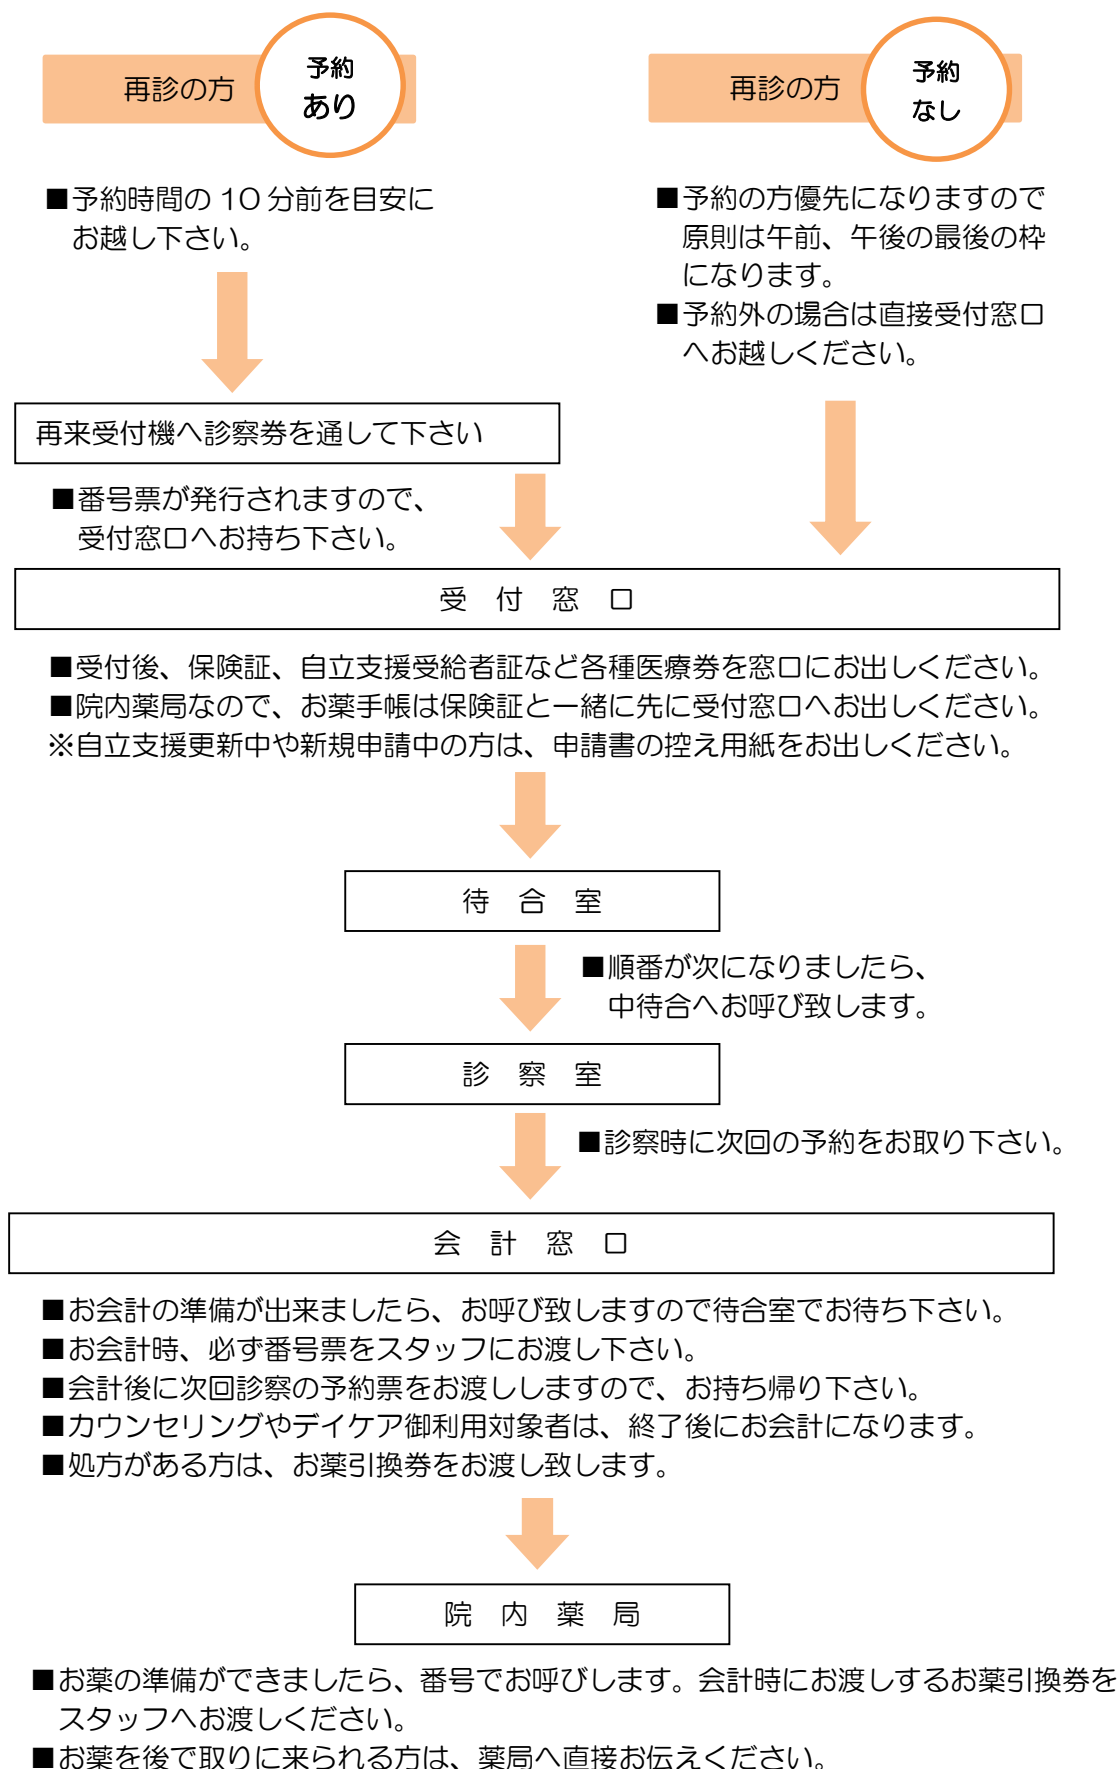 再診の方
予約
あり
■予約時間の 10 分前を目安に
お越し下さい。
再診の方
予約
なし
■予約の方優先になりますので
原則は午前、午後の最後の枠
になります。
■予約外の場合は直接受付窓口
へお越しください。
再来受付機へ診察券を通して下さい
■番号票が発行されますので、
受付窓口へお持ち下さい。
受 付 窓 口
■受付後、保険証、自立支援受給者証など各種医療券を窓口にお出しください。
■院内薬局なので、お薬手帳は保険証と一緒に先に受付窓口へお出しください。
※自立支援更新中や新規申請中の方は、申請書の控え用紙をお出しください。
待 合 室
■順番が次になりましたら、
中待合へお呼び致します。
診 察 室
■診察時に次回の予約をお取り下さい。
会 計 窓 口
■お会計の準備が出来ましたら、お呼び致しますので待合室でお待ち下さい。
■お会計時、必ず番号票をスタッフにお渡し下さい。
■会計後に次回診察の予約票をお渡ししますので、お持ち帰り下さい。
■カウンセリングやデイケア御利用対象者は、終了後にお会計になります。
■処方がある方は、お薬引換券をお渡し致します。
院 内 薬 局
■お薬の準備ができましたら、番号でお呼びします。会計時にお渡しするお薬引換券を
スタッフへお渡しください。
■お薬を後で取りに来られる方は、薬局へ直接お伝えください。